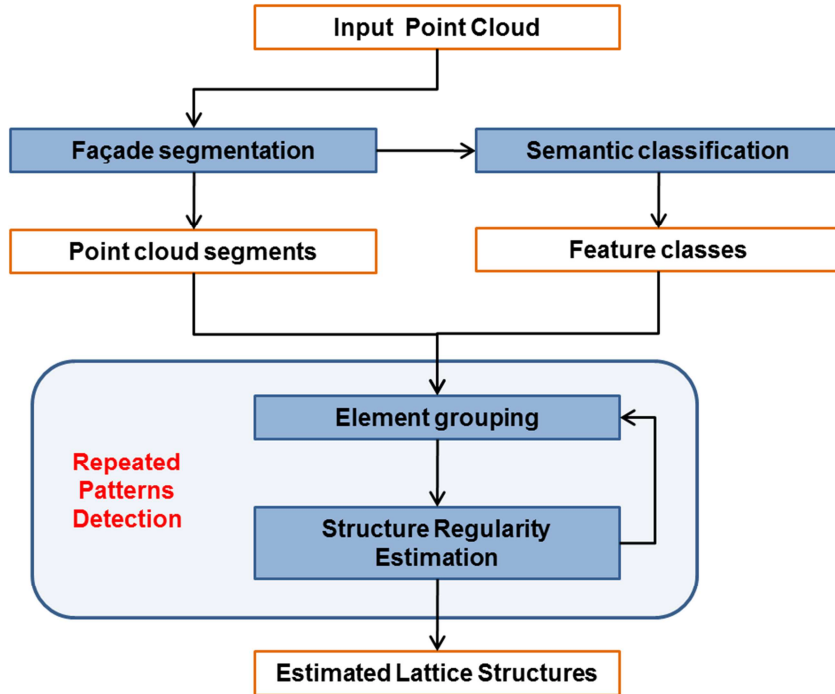 Input Point Cloud
Façade segmentation
Semantic classification
Point cloud segments
Feature classes
Element grouping
Repeated
Patterns
Detection
Structure Regularity
Estimation
Estimated Lattice Structures